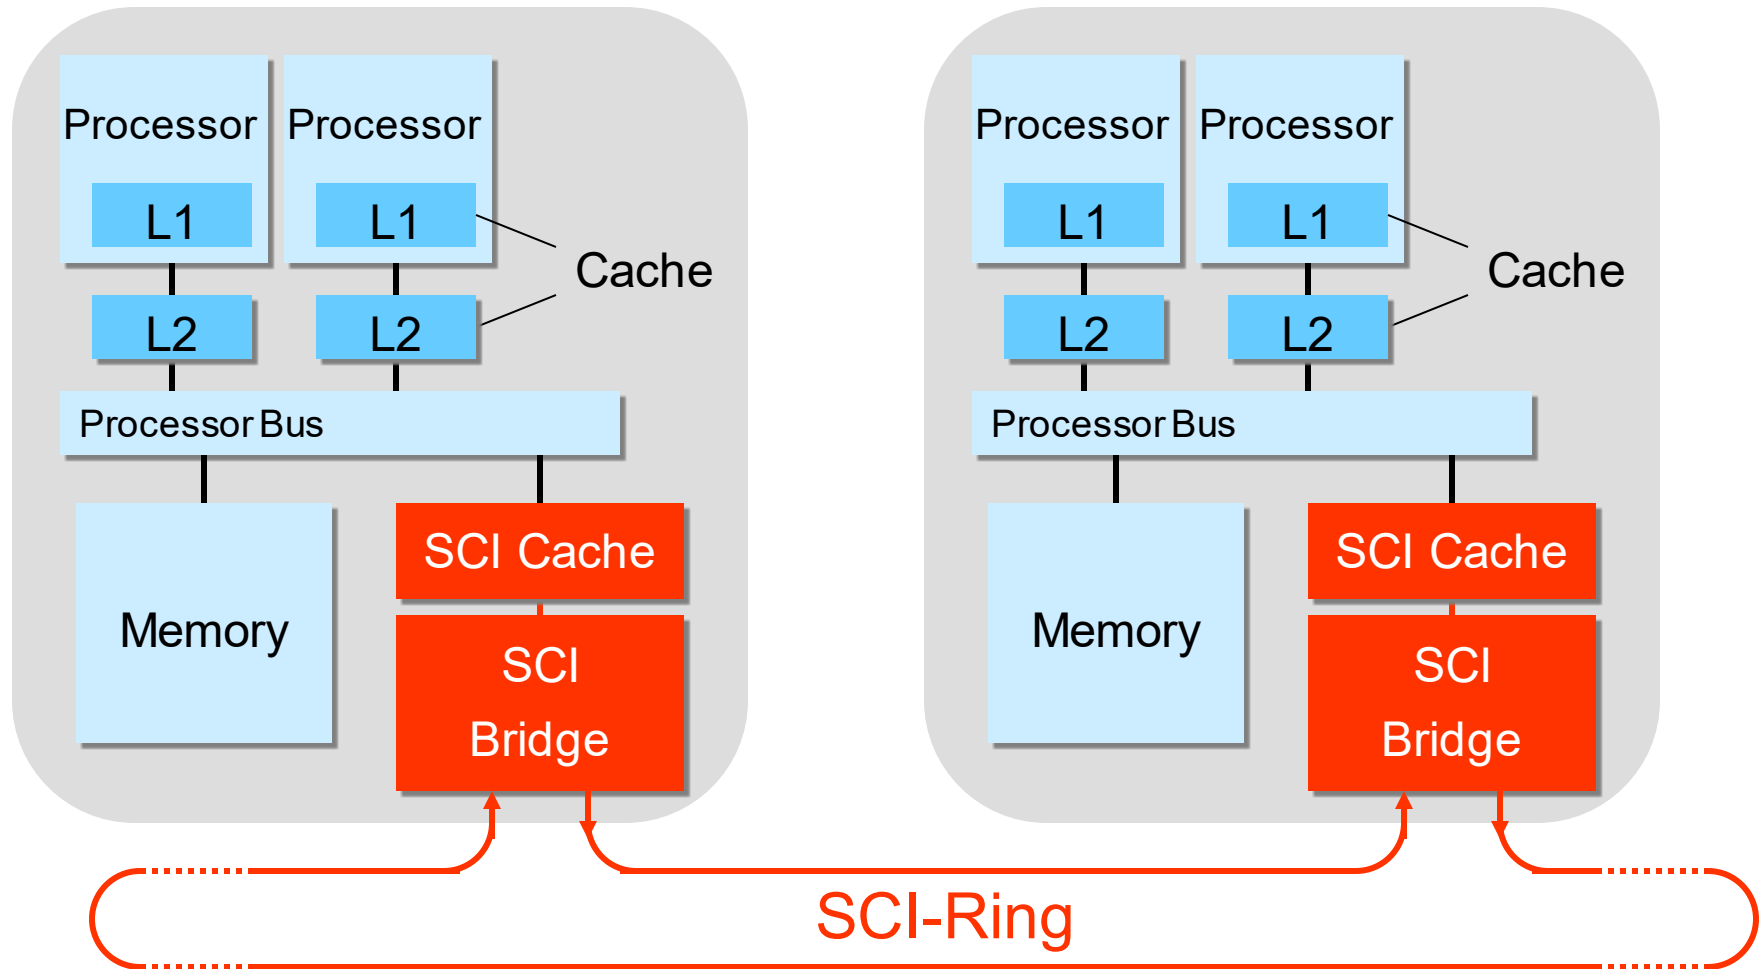 Processor Processor
L1 L1
Cache
L2 L2
Processor Bus
Memory
SCI Cache
SCI
Bridge
Processor Processor
L1 L1
Cache
L2 L2
Processor Bus
Memory
SCI Cache
SCI
Bridge
SCI-Ring